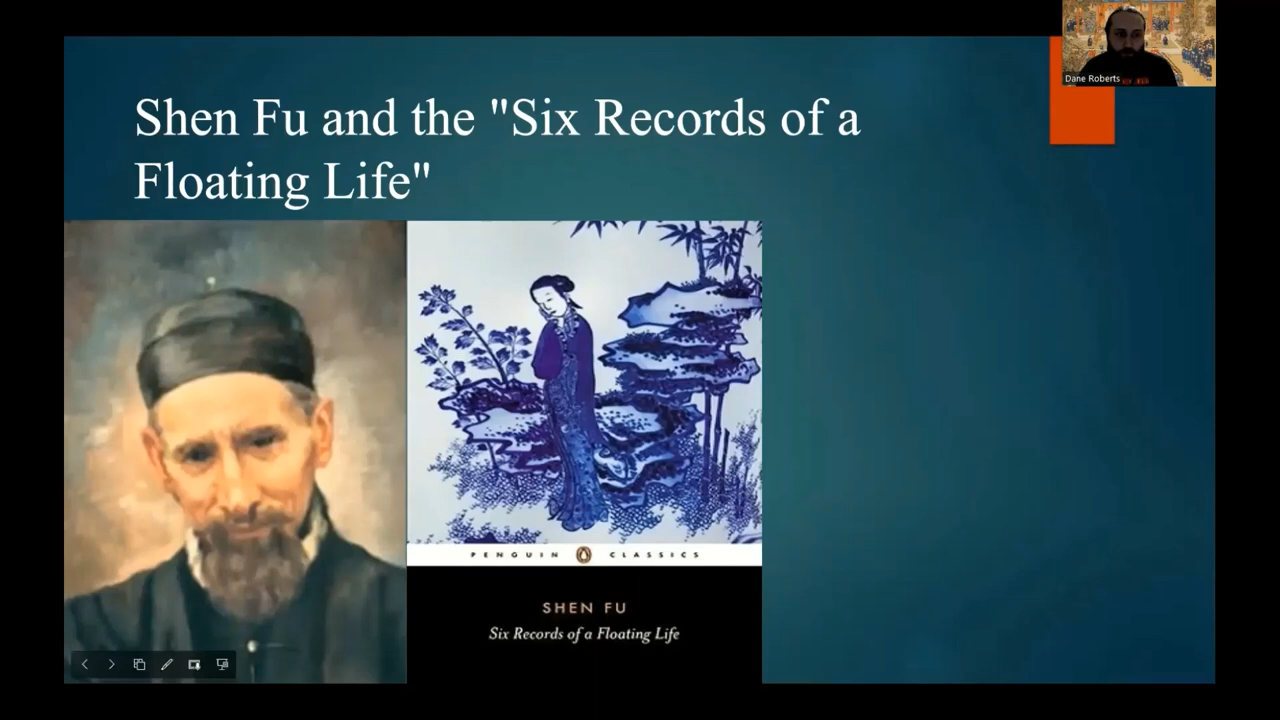 Dane Roberts
Shen Fu and the "Six Records of a
Floating Life"
PENGUIN CLASSICS
SHEN FU
Six Records of a Floating Life